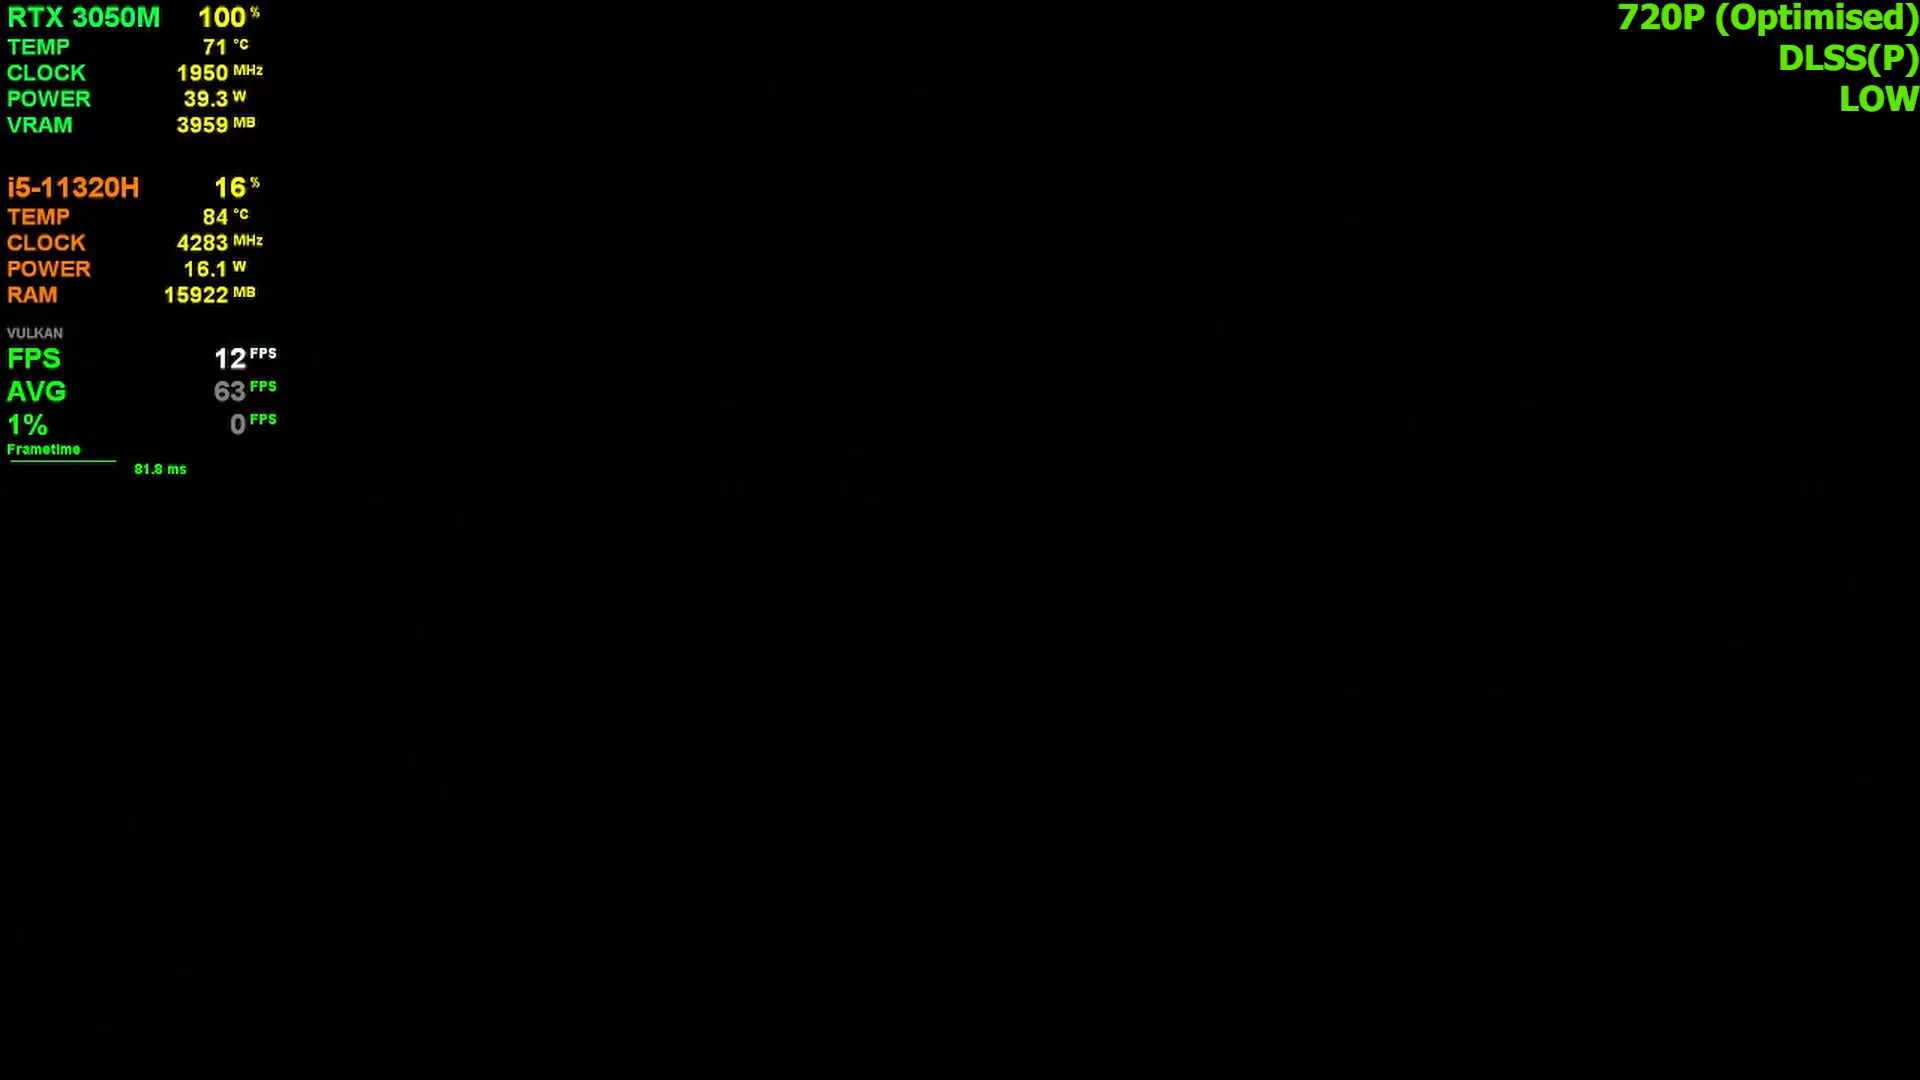 RTX 3050M 100 %
TEMP 71 °C
CLOCK 1950 MHz
POWER 39.3 W
VRAM 3959 MB
i5-11320H 16 %
TEMP 84 °C
CLOCK 4283 MHz
POWER 16.1 W
RAM 15922 MB
VULKAN
FPS 12 FPS
AVG 63 FPS
1% 0 FPS
Frametime
81.8 ms
720P (Optimised)
DLSS(P)
LOW